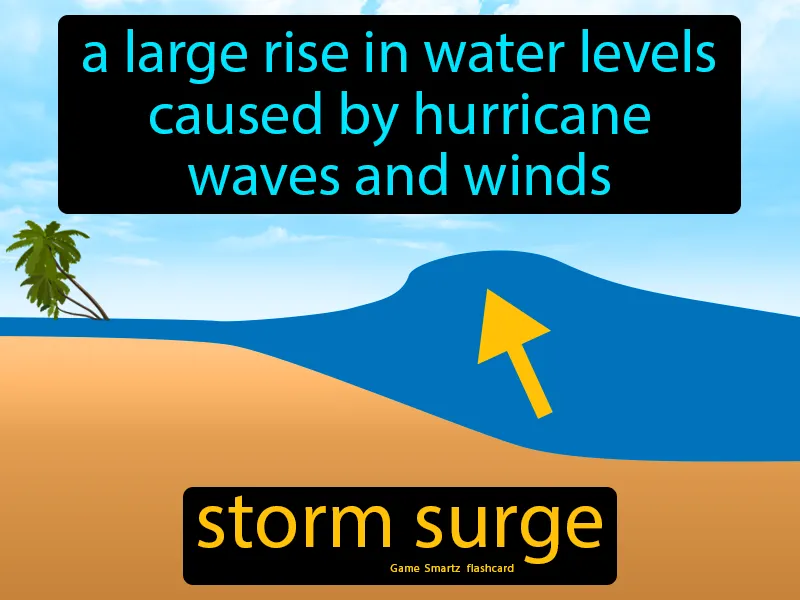 a large rise in water levels
caused by hurricane
waves and winds
storm surge
Game Smartz flashcard